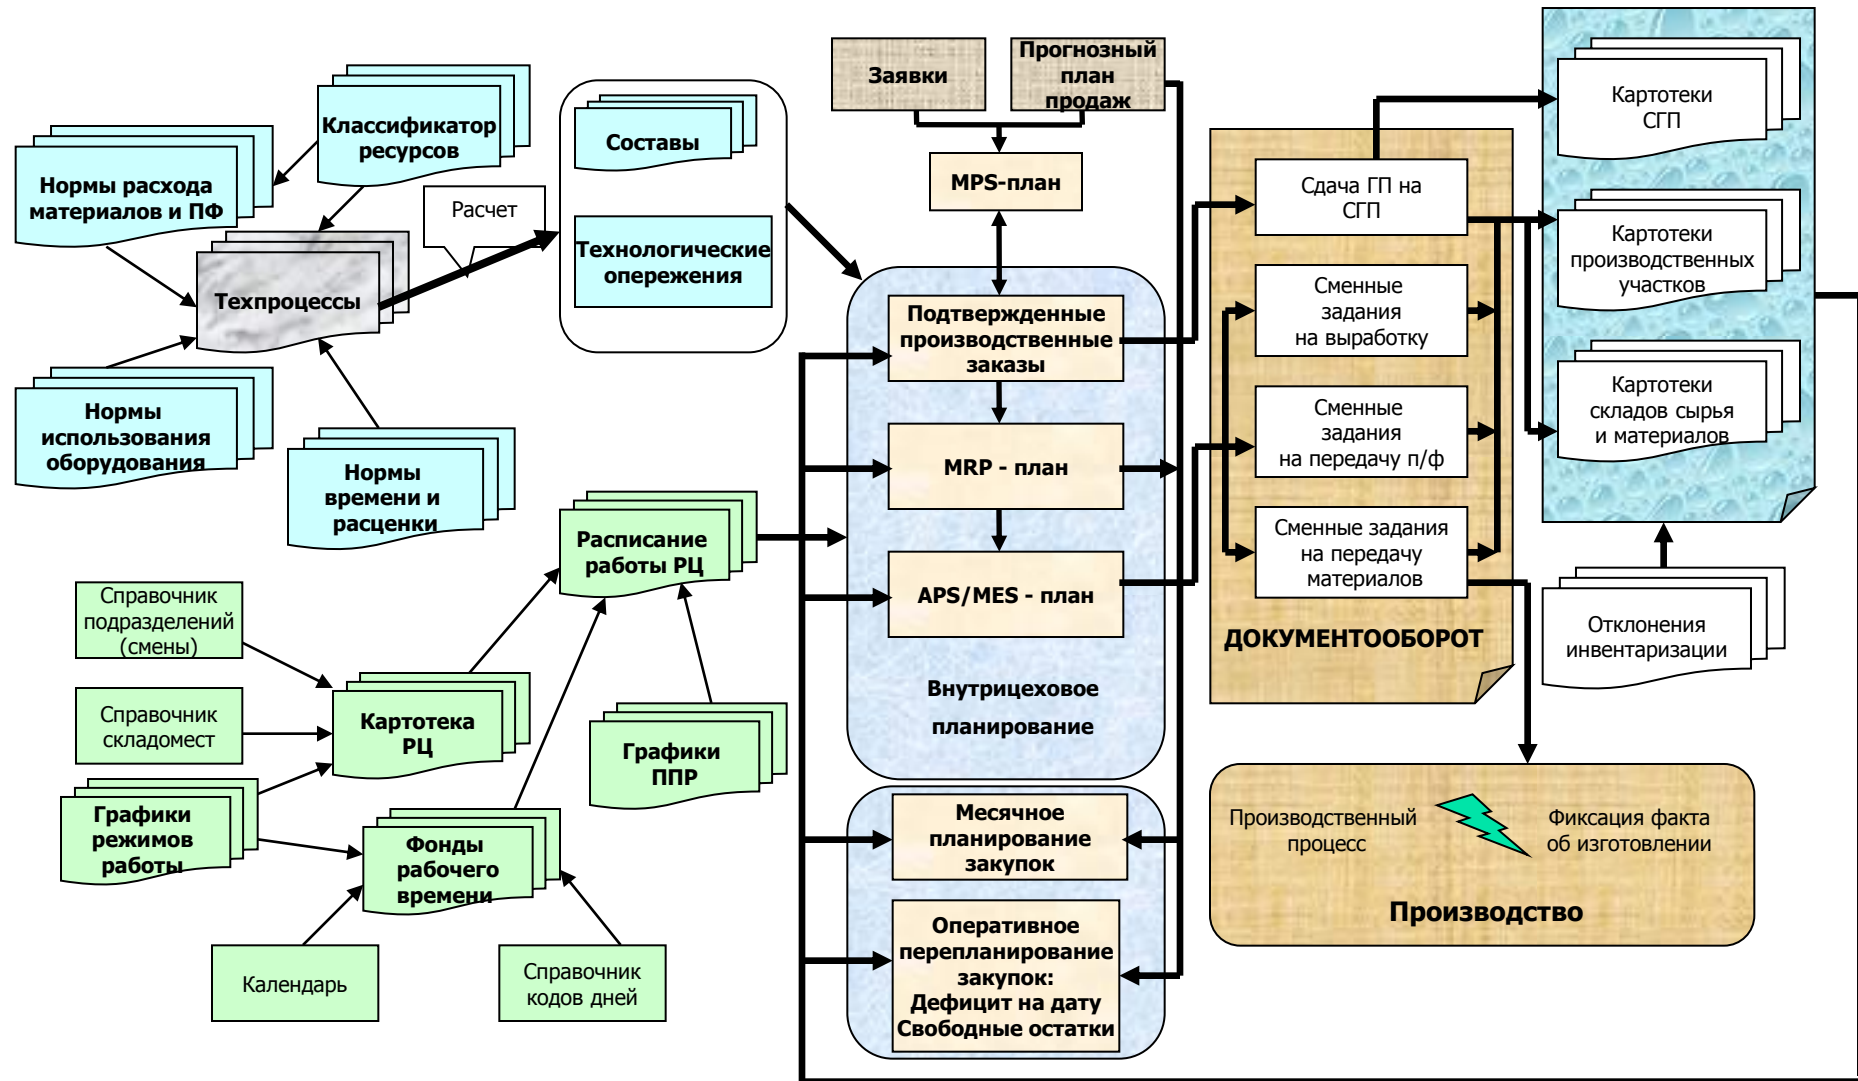 Заявки
Прогнозный
план
продаж
Картотеки
СГП
Классификатор
ресурсов
Составы
MPS-план
Сдача ГП на
СГП
Нормы расхода
материалов и ПФ
Расчет
Технологические
опережения
Картотеки
производственных
участков
Техпроцессы
Подтвержденные
производственные
заказы
Сменные
задания
на выработку
Нормы
использования
оборудования
Нормы
времени и
расценки
MRP - план
Сменные
задания
на передачу п/ф
Картотеки
складов сырья
и материалов
Расписание
работы РЦ
APS/MES - план
Сменные задания
на передачу
материалов
ДОКУМЕНТООБОРОТ
Отклонения
инвентаризации
Справочник
подразделений
(смены)
Справочник
складомест
Картотека
РЦ
Графики
ППР
Внутрицеховое
планирование
Графики
режимов
работы
Фонды
рабочего
времени
Месячное
планирование
закупок
Производственный
процесс
Фиксация факта
об изготовлении
Производство
Календарь
Справочник
кодов дней
Оперативное
перепланирование
закупок:
Дефицит на дату
Свободные остатки